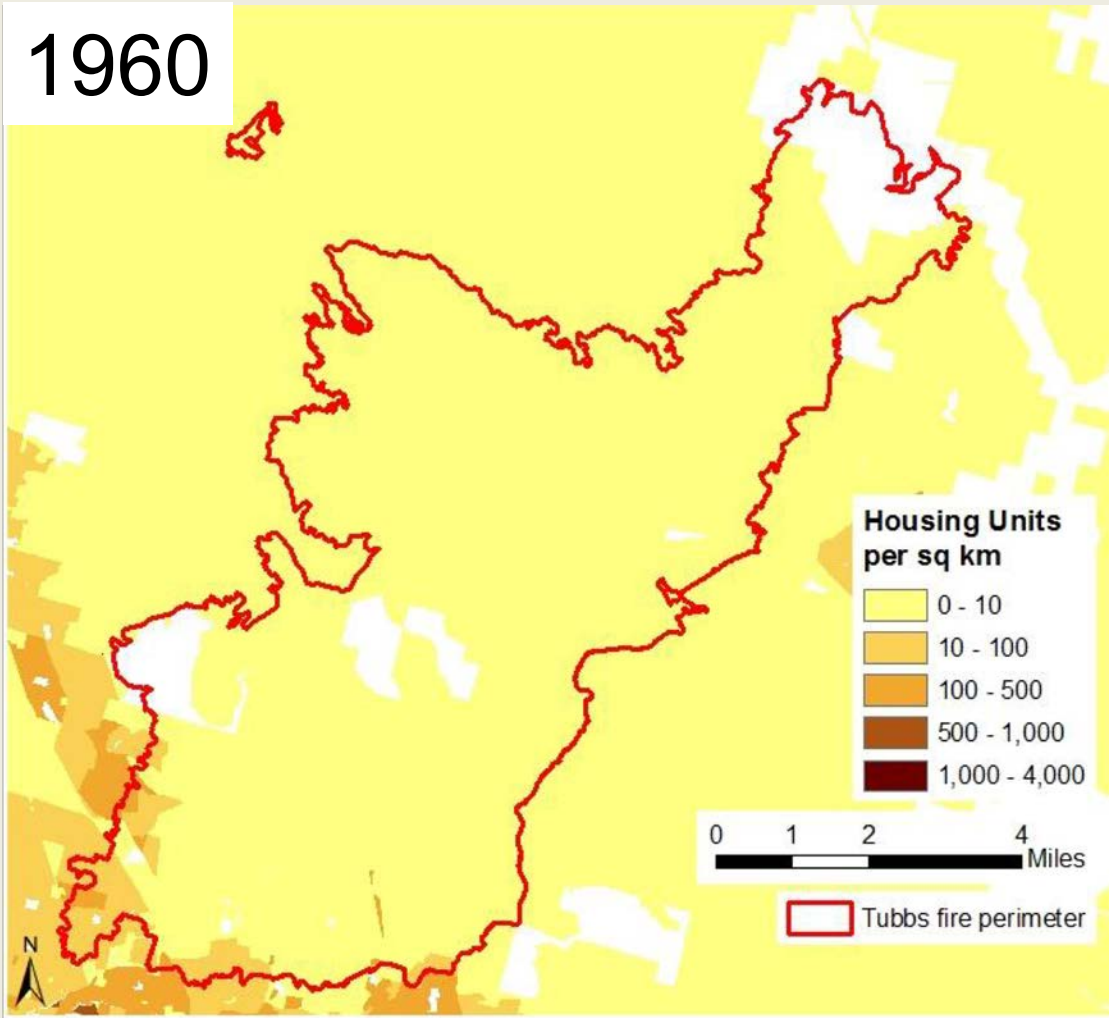 1960
Housing Units
per sq km
0 - 10
10 - 100
100 - 500
500 - 1,000
1,000 - 4,000
0 1 2 4
Miles
Tubbs fire perimeter
N